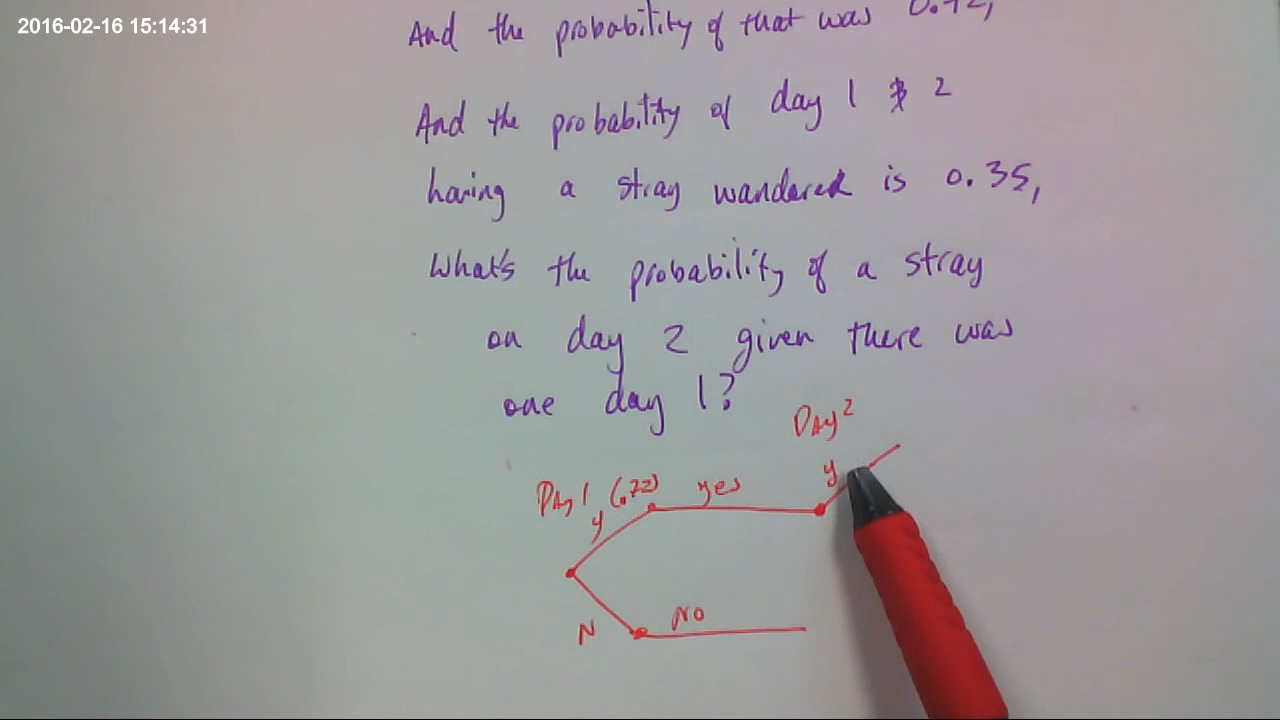 2016-02-16 15:14:31
And the probability of that was
And the probability of day 1 & 2
having a stray wandered is 0.35,
What's the probability of a stray
on day 2 given there was
one day 1?
DAy 2
y
DAy 1 (.72) yes
y
N NO